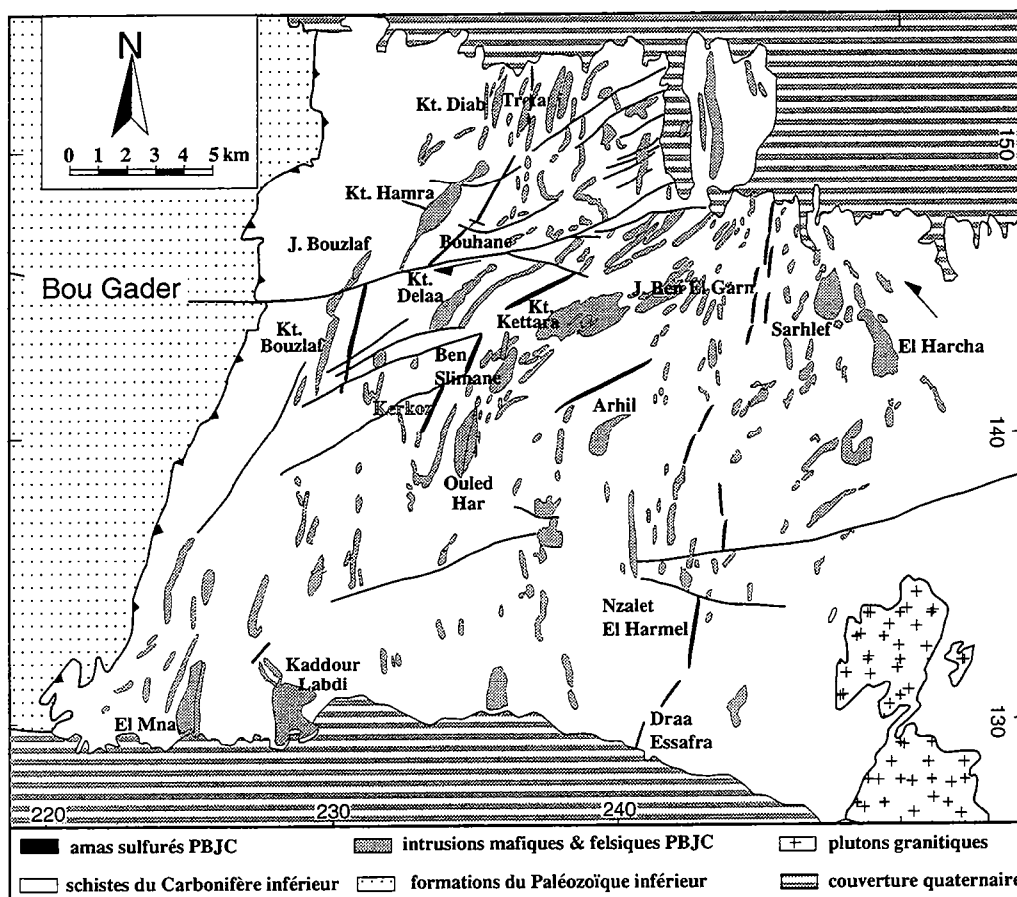 N
0 1 2 3 4 5 km
Kt. Diab
Kt. Hamra
150
J. Bouzlaf
Bouhane
Bou Gader
Kt.
Delaa
J. Ben El Garn
Kt.
Kettara
Sarhlef
El Harcha
Kt.
Bouzlaf
Ben
Slimane
Kerkoz
Arhil
140
Ouled
Har
Nzalet
El Harmel
Kaddour
Labdi
El Mna
Draa
Essafra
130
220
230
240
amas sulfurés PBJC
intrusions mafiques & felsiques PBJC
plutons granitiques
schistes du Carbonifère inférieur
formations du Paléozoïque inférieur
couverture quaternaire